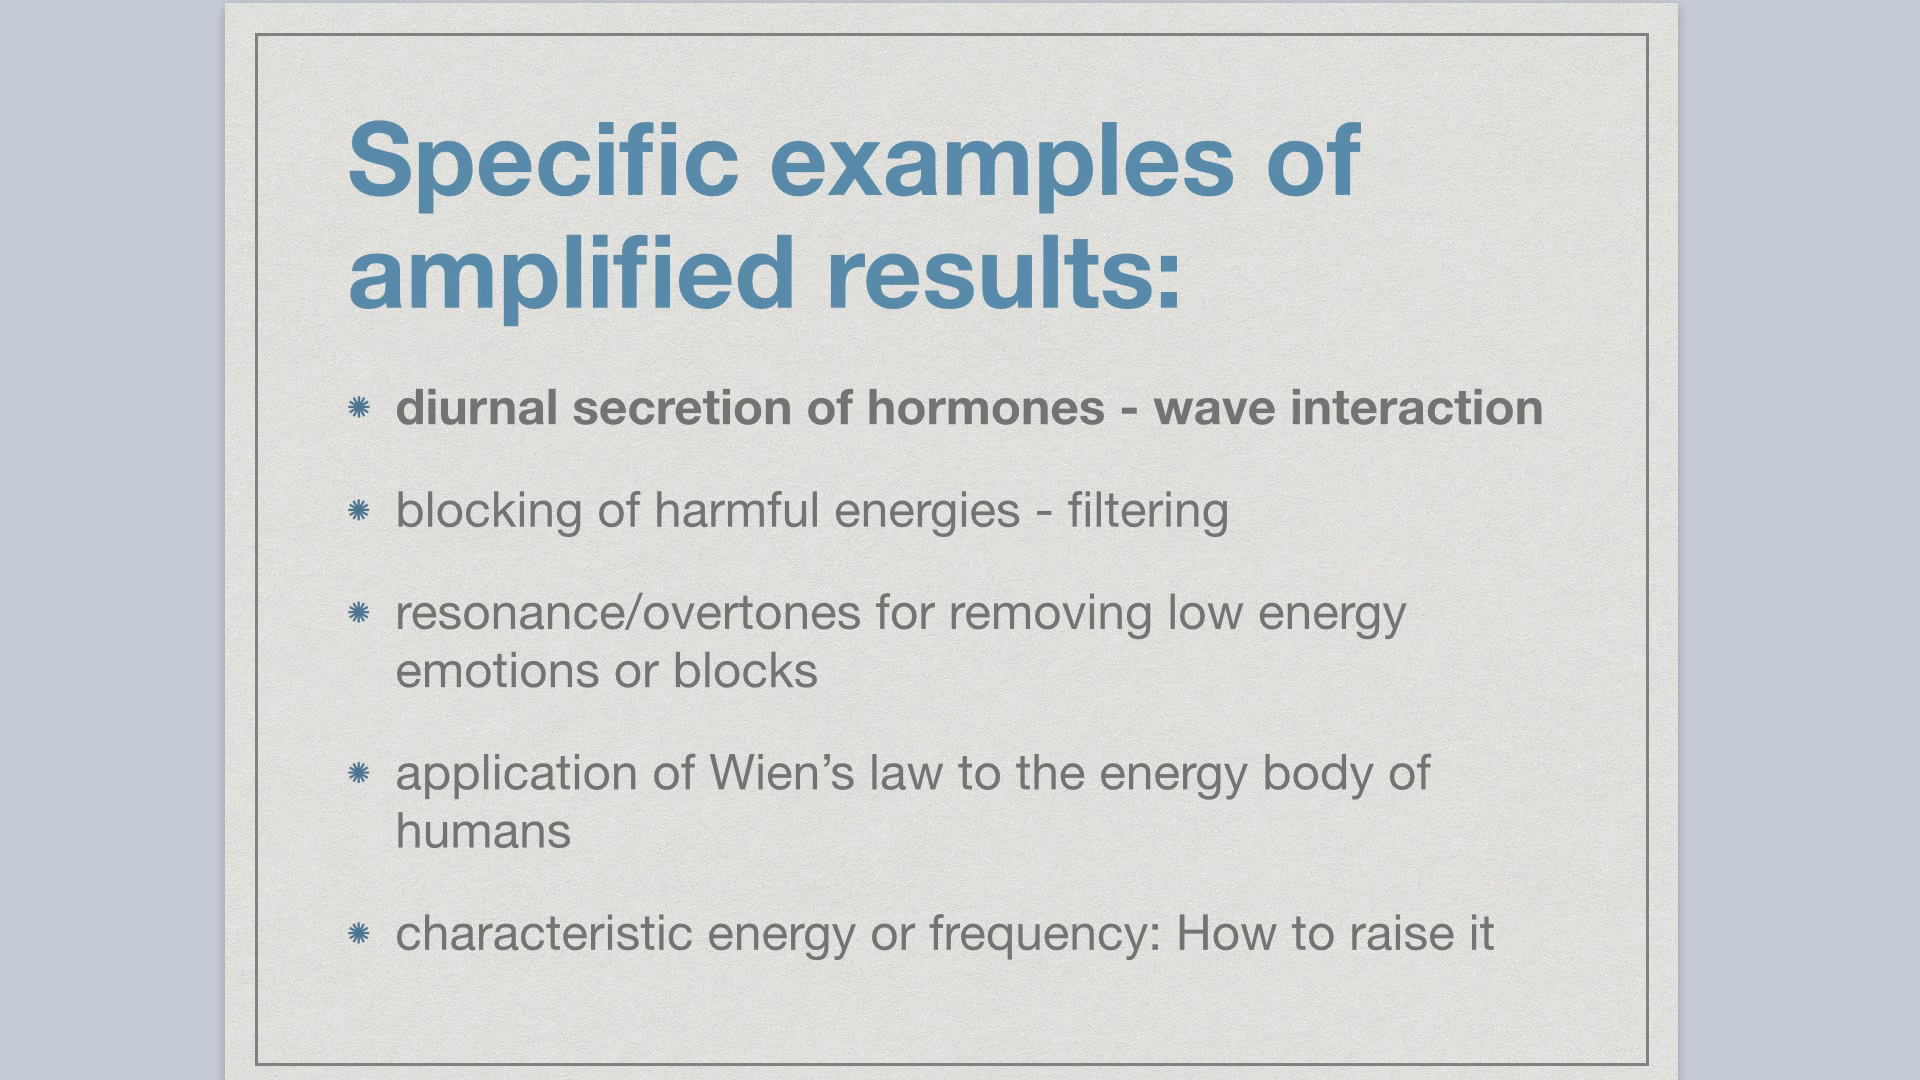 Specific examples of
amplified results:
diurnal secretion of hormones - wave interaction
blocking of harmful energies - filtering
resonance/overtones for removing low energy
emotions or blocks
application of Wien’s law to the energy body of
humans
characteristic energy or frequency: How to raise it